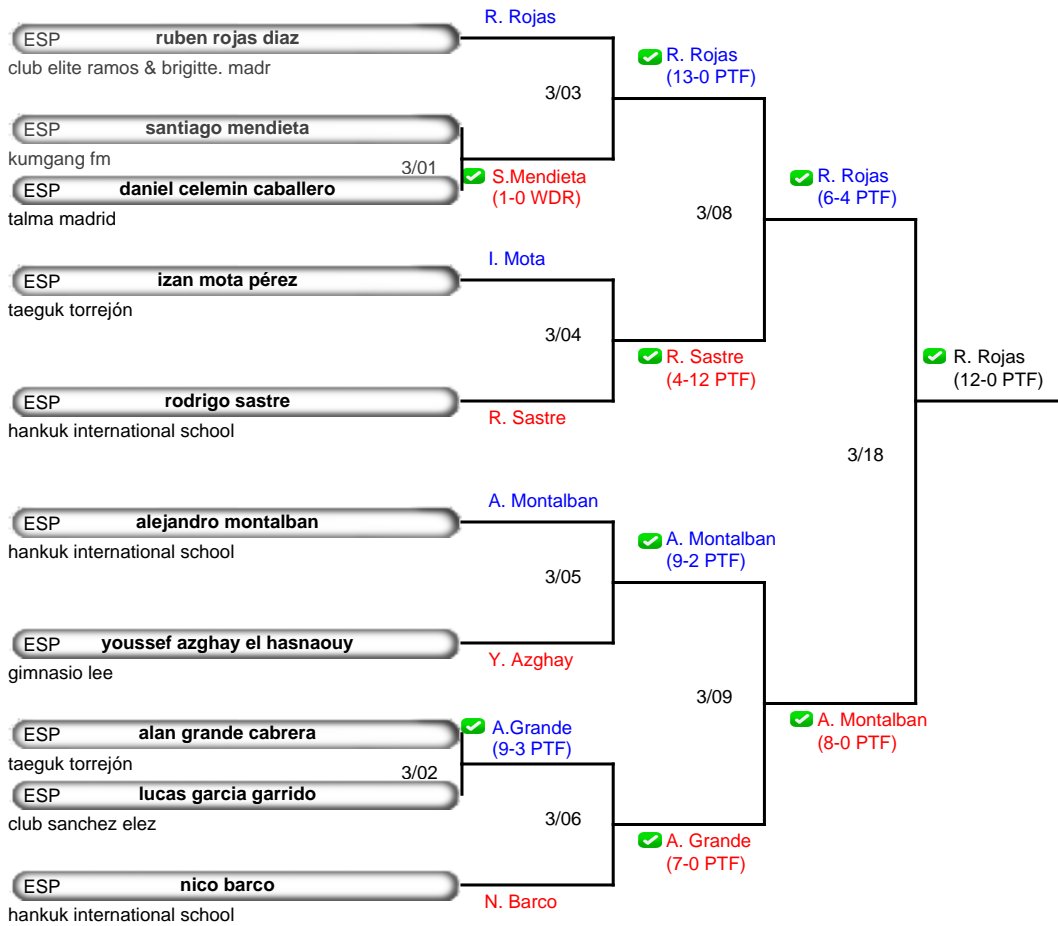 R. Rojas
ESP ruben rojas diaz
club elite ramos & brigitte. madr
R. Rojas
(13-0 PTF)
3/03
ESP santiago mendieta
kumgang fm
3/01
S.Mendieta
(1-0 WDR)
ESP daniel celemin caballero
talma madrid
R. Rojas
(6-4 PTF)
3/08
I. Mota
ESP izan mota pérez
taeguk torrejón
3/04
R. Sastre
(4-12 PTF)
R. Rojas
(12-0 PTF)
ESP rodrigo sastre
hankuk international school
R. Sastre
3/18
A. Montalban
ESP alejandro montalban
hankuk international school
A. Montalban
(9-2 PTF)
3/05
ESP youssef azghay el hasnaouy
gimnasio lee
Y. Azghay
3/09
A. Montalban
(8-0 PTF)
ESP alan grande cabrera
taeguk torrejón
A.Grande
(9-3 PTF)
3/02
ESP lucas garcia garrido
club sanchez elez
3/06
A. Grande
(7-0 PTF)
ESP nico barco
hankuk international school
N. Barco